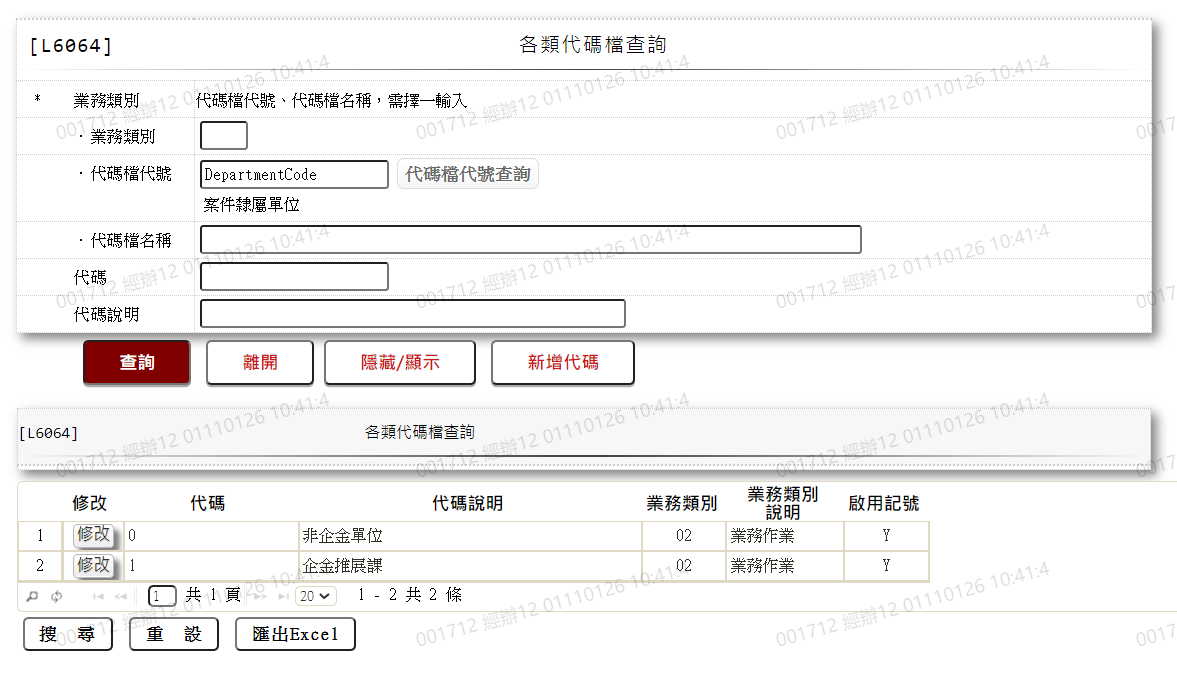 [L6064] 各類代碼檔查詢
* 業務類別 代碼檔代號、代碼檔名稱，需擇一輸入
．業務類別
．代碼檔代號 DepartmentCode 代碼檔代號查詢
案件隸屬單位
．代碼檔名稱
代碼
代碼說明
查詢 離開 隱藏/顯示 新增代碼
[L6064] 各類代碼檔查詢
修改 代碼 代碼說明 業務類別 業務類別說明 啟用記號
1 修改 0 非企金單位 02 業務作業 Y
2 修改 1 企金推展課 02 業務作業 Y
1 共 1 頁 20 1 - 2 共 2 條
搜 尋 重 設 匯出Excel
001712 經辦12 01110126 10:41:4